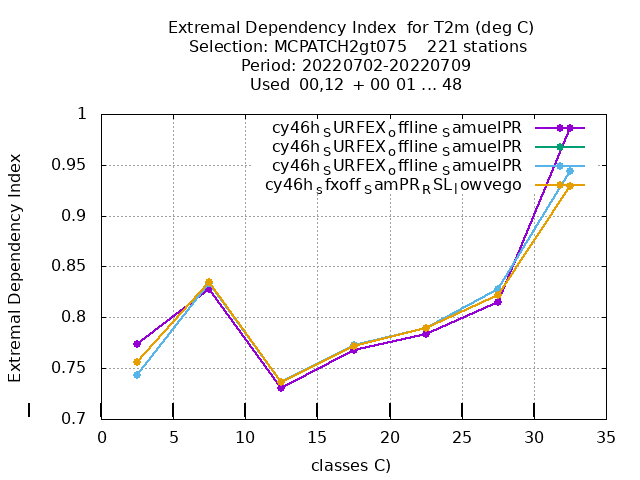 Extremal Dependency Index  for T2m (deg C)
Selection: MCPATCH2gt075    221 stations
Period: 20220702-20220709
Used  00,12  + 00 01 ... 48
cy46h_SURFEX_offline_SamuelPR
cy46h_SURFEX_offline_SamuelPR
cy46h_SURFEX_offline_SamuelPR
cy46h_sfxoff_SamPR_RSL_lowvego
Extremal Dependency Index
1
0.95
0.9
0.85
0.8
0.75
0.7
0 5 10 15 20 25 30 35
classes C)